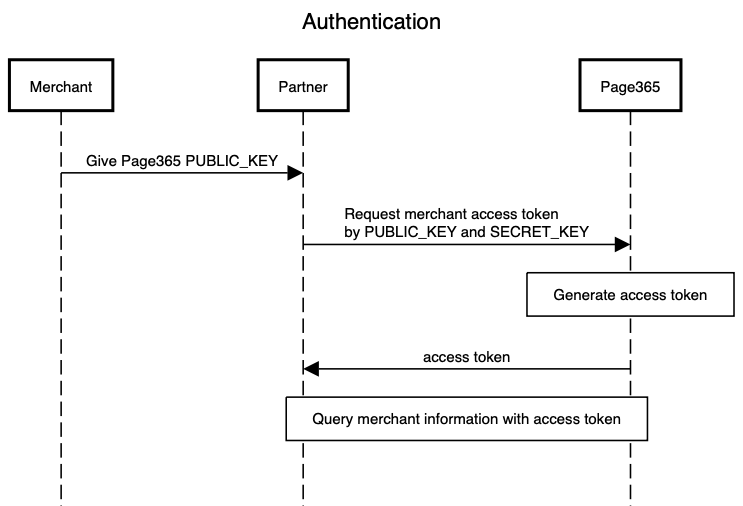 Authentication
Merchant
Partner
Page365
Give Page365 PUBLIC_KEY
Request merchant access token
by PUBLIC_KEY and SECRET_KEY
Generate access token
access token
Query merchant information with access token